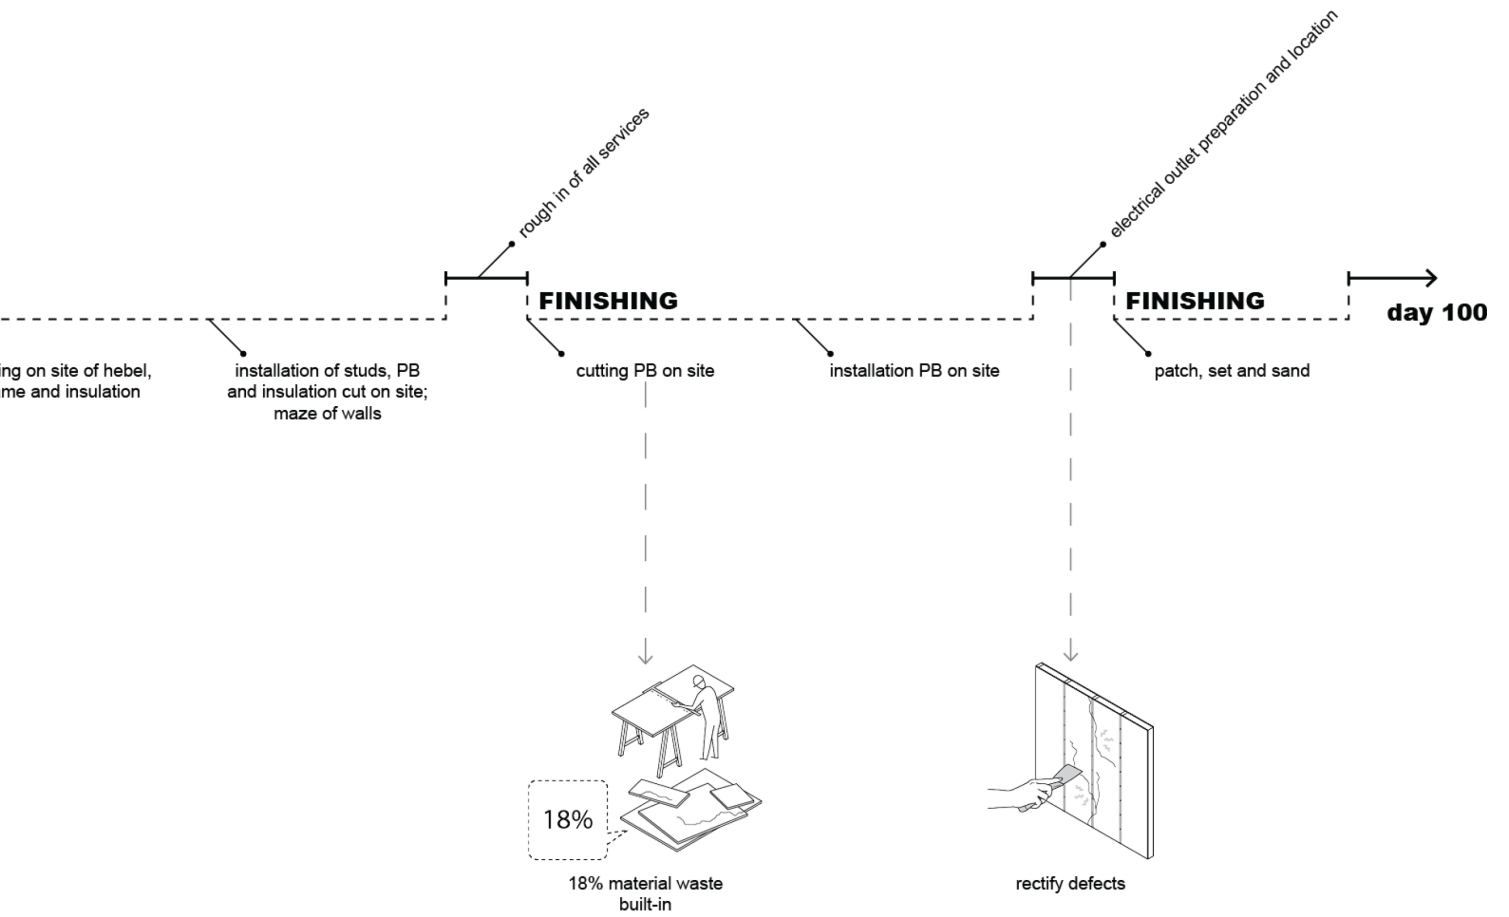 electrical outlet preparation and location
rough in of all services
FINISHING
FINISHING
day 100
on site of hebel,
and insulation
installation of studs, PB
and insulation cut on site;
maze of walls
cutting PB on site
installation PB on site
patch, set and sand
18%
18% material waste
built-in
rectify defects